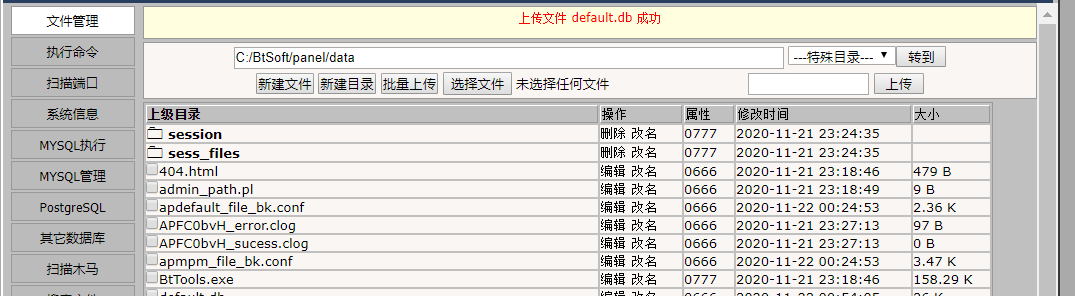 文件管理
上传文件 default.db 成功
执行命令
C:/BtSoft/panel/data ---特殊目录--- 转到
扫描端口
新建文件 新建目录 批量上传 选择文件 未选择任何文件 上传
系统信息
上级目录 操作 属性 修改时间 大小
session 删除 改名 0777 2020-11-21 23:24:35
MYSQL执行
sess_files 删除 改名 0777 2020-11-21 23:24:35
404.html 编辑 改名 0666 2020-11-21 23:18:46 479 B
MYSQL管理
admin_path.pl 编辑 改名 0666 2020-11-21 23:18:49 9 B
PostgreSQL
apdefault_file_bk.conf 编辑 改名 0666 2020-11-22 00:24:53 2.36 K
APFC0bvH_error.clog 编辑 改名 0666 2020-11-21 23:27:13 97 B
其它数据库
APFC0bvH_sucess.clog 编辑 改名 0666 2020-11-21 23:27:13 0 B
扫描木马
apmpm_file_bk.conf 编辑 改名 0666 2020-11-22 00:24:53 3.47 K
BtTools.exe 编辑 改名 0777 2020-11-21 23:18:46 158.29 K
default.db